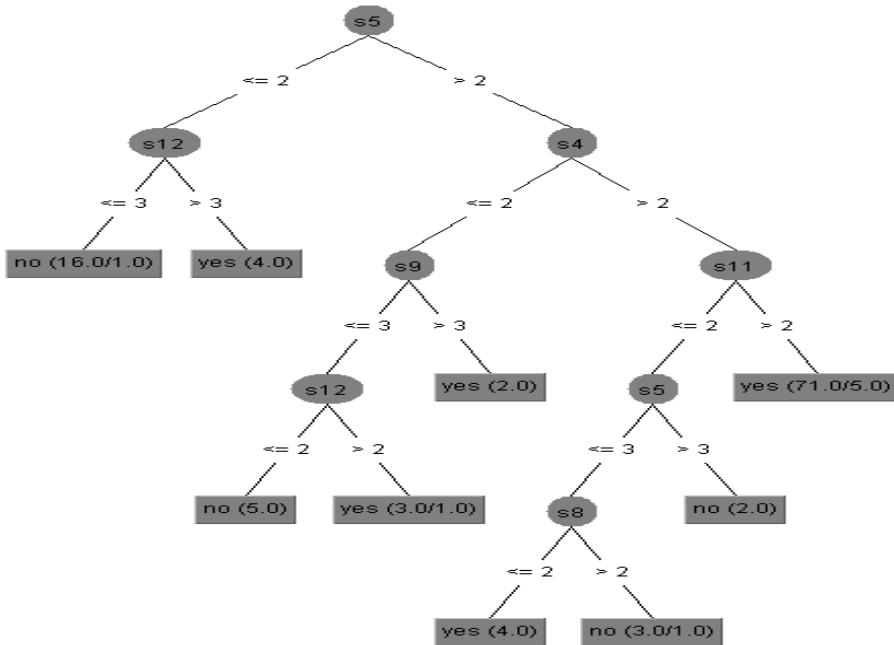 s5
<= 2
> 2
s12
s4
<= 3
> 3
<= 2
> 2
no (16.0/1.0)
yes (4.0)
s9
s11
<= 3
> 3
<= 2
> 2
s12
yes (2.0)
s5
yes (71.0/5.0)
<= 2
> 2
<= 3
> 3
no (5.0)
yes (3.0/1.0)
s8
no (2.0)
<= 2
> 2
yes (4.0)
no (3.0/1.0)